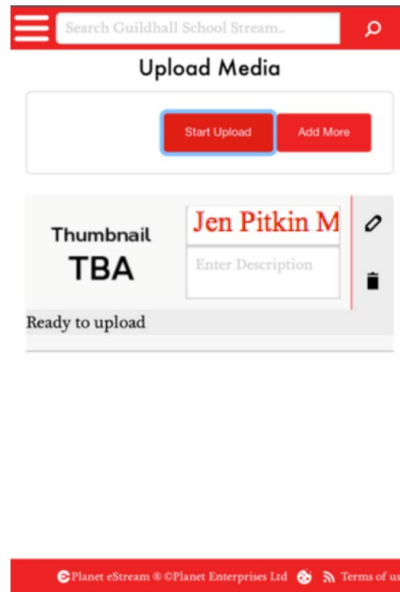 Search Guildhall School Stream..
Upload Media
Start Upload Add More
Thumbnail
TBA
Jen Pitkin M
Enter Description
Ready to upload
Planet eStream ® ©Planet Enterprises Ltd Terms of us